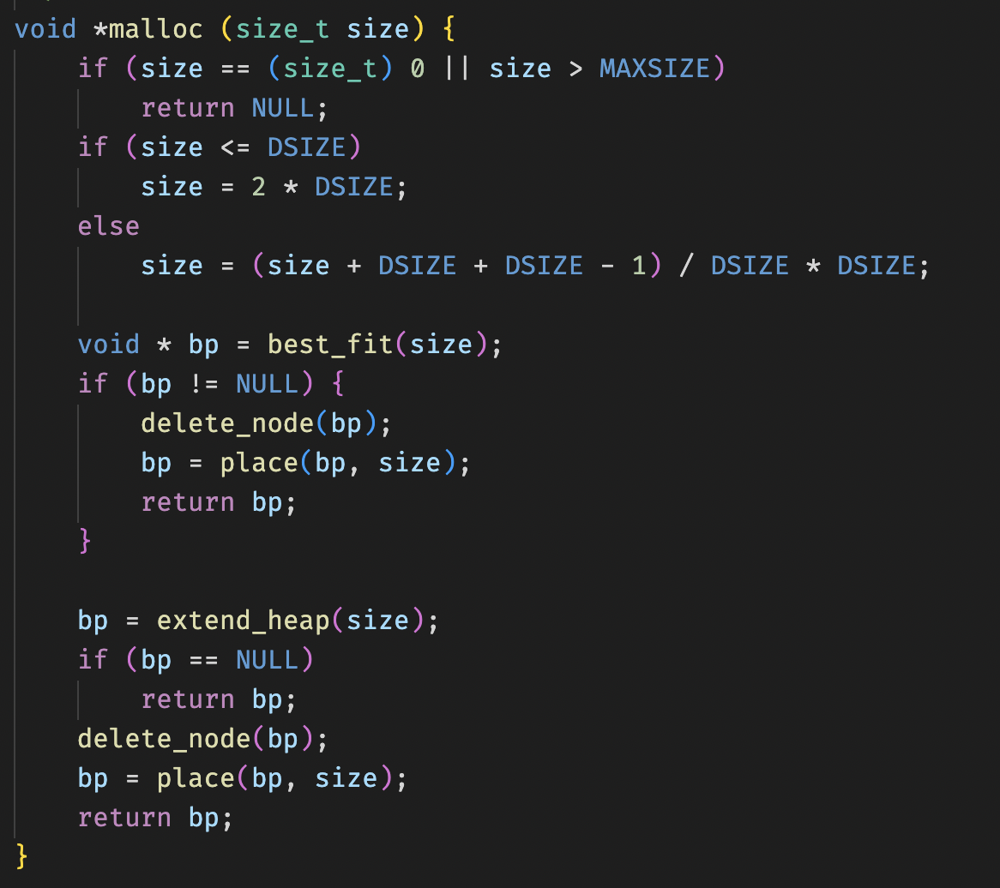 void *malloc (size_t size) {
    if (size == (size_t) 0 || size > MAXSIZE)
        return NULL;
    if (size <= DSIZE)
        size = 2 * DSIZE;
    else
        size = (size + DSIZE + DSIZE - 1) / DSIZE * DSIZE;

    void * bp = best_fit(size);
    if (bp != NULL) {
        delete_node(bp);
        bp = place(bp, size);
        return bp;
    }

    bp = extend_heap(size);
    if (bp == NULL)
        return bp;
    delete_node(bp);
    bp = place(bp, size);
    return bp;
}